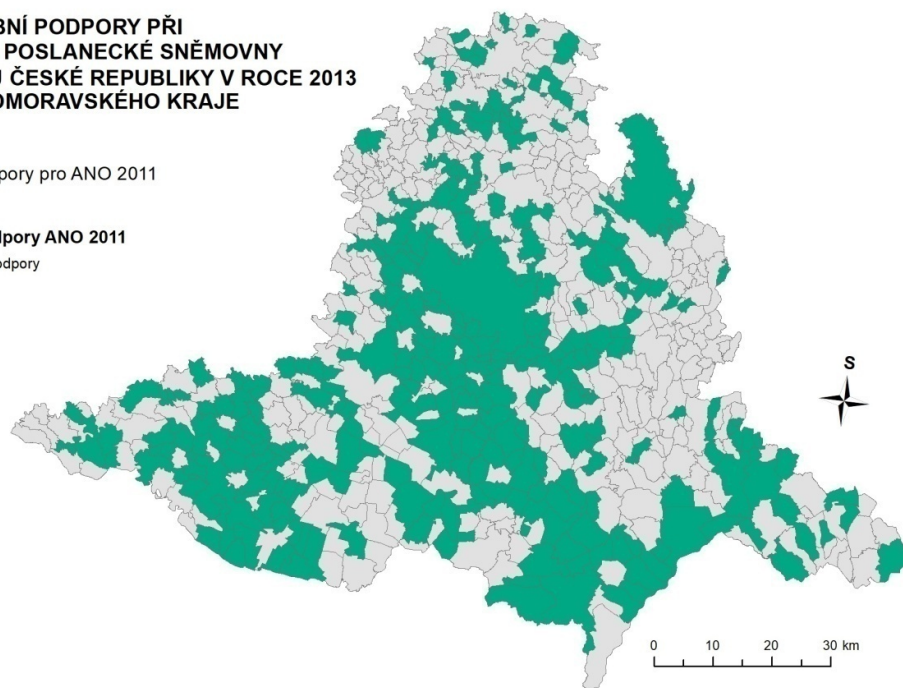 BNÍ PODPORY PŘI
POSLANECKÉ SNĚMOVNY
U ČESKÉ REPUBLIKY V ROCE 2013
OMORAVSKÉHO KRAJE
pory pro ANO 2011
dpory ANO 2011
odpory
S
0 10 20 30 km